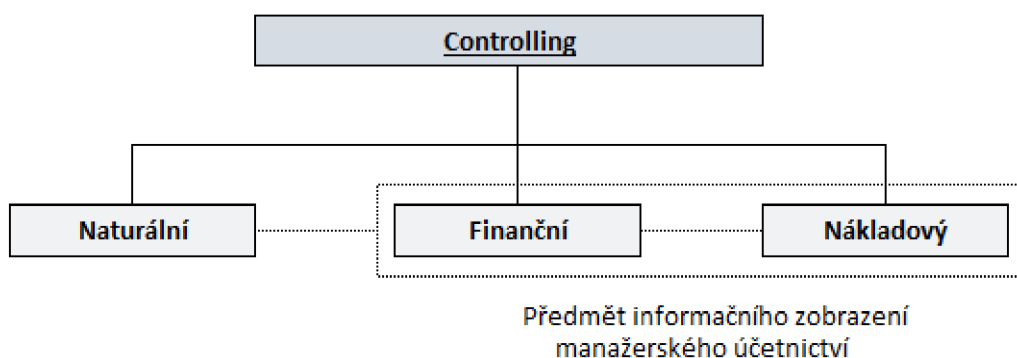 Controlling
Naturální
Finanční
Nákladový
Předmět informačního zobrazení
manažerského účetnictví